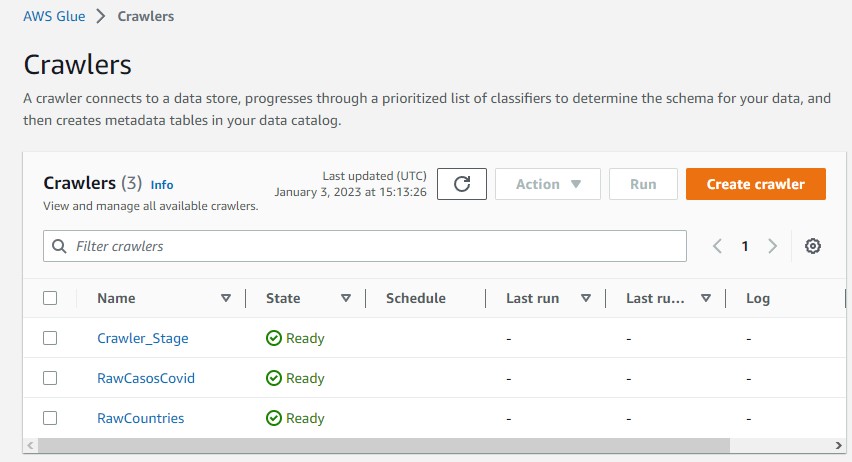 AWS Glue > Crawlers
Crawlers
A crawler connects to a data store, progresses through a prioritized list of classifiers to determine the schema for your data, and
then creates metadata tables in your data catalog.
Crawlers (3) Info
View and manage all available crawlers.
Last updated (UTC)
January 3, 2023 at 15:13:26
Action
Run
Create crawler
Filter crawlers
1
Name State Schedule Last run Last ru... Log
Crawler_Stage Ready - - -
RawCasosCovid Ready - - -
RawCountries Ready - - -